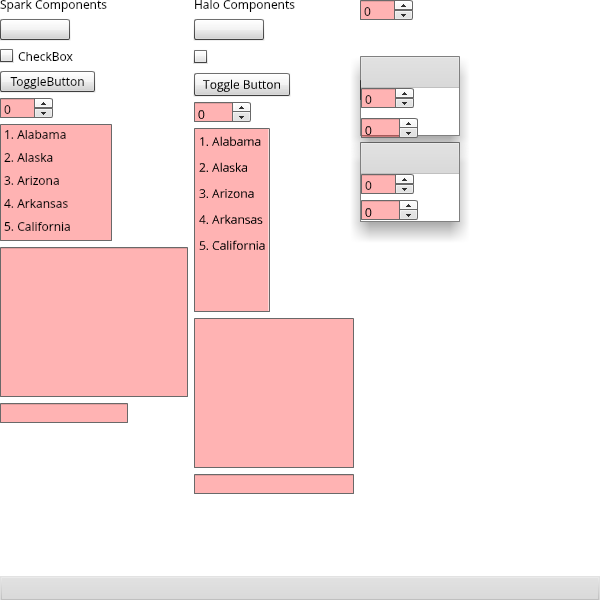 Spark Components
CheckBox
ToggleButton
0
1. Alabama
2. Alaska
3. Arizona
4. Arkansas
5. California
Halo Components
Toggle Button
0
1. Alabama
2. Alaska
3. Arizona
4. Arkansas
5. California
0
0
0
0
0